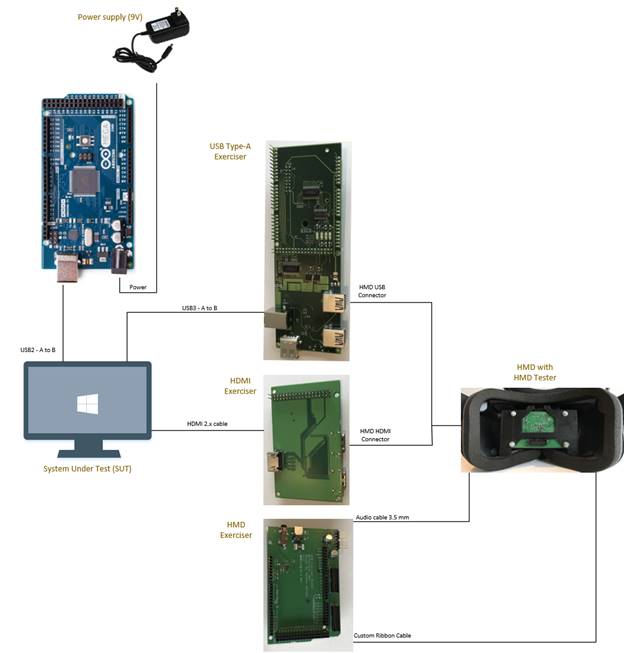 Power supply (9V)
USB Type-A
Exerciser
MEGA
ARDUINO
Power
HMD USB
Connector
USB3 - A to B
USB2 - A to B
HMD with
HMD Tester
HDMI
Exerciser
HDMI 2.x cable
HMD HDMI
Connector
System Under Test (SUT)
Audio cable 3.5 mm
HMD
Exerciser
Custom Ribbon Cable